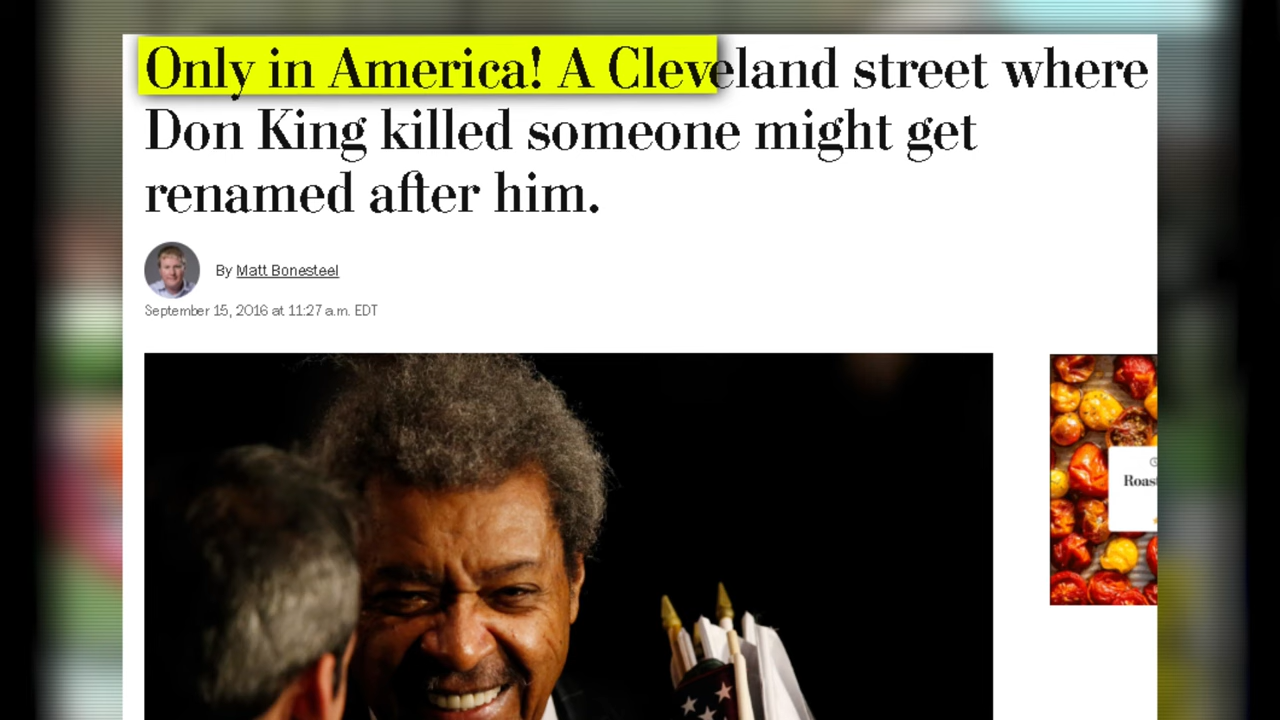 Only in America! A Cleveland street where
Don King killed someone might get
renamed after him.
By Matt Bonesteel
September 15, 2016 at 11:27 a.m. EDT